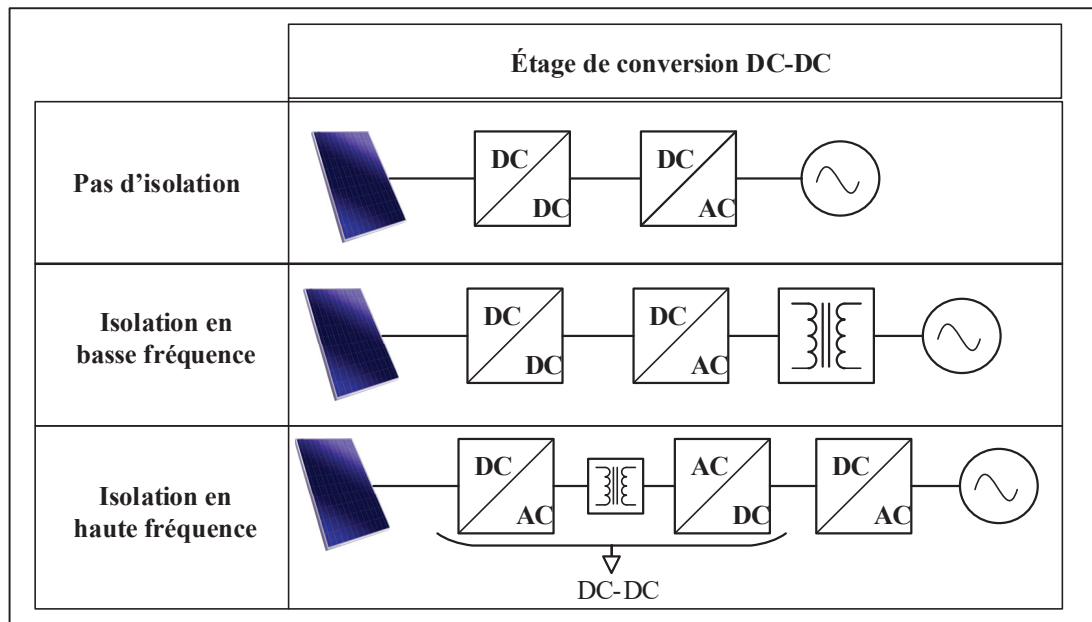 Étage de conversion DC-DC
Pas d'isolation
DC
DC
DC
AC
Isolation en
basse fréquence
DC
DC
DC
AC
Isolation en
haute fréquence
DC
AC
AC
DC
DC
AC
DC-DC